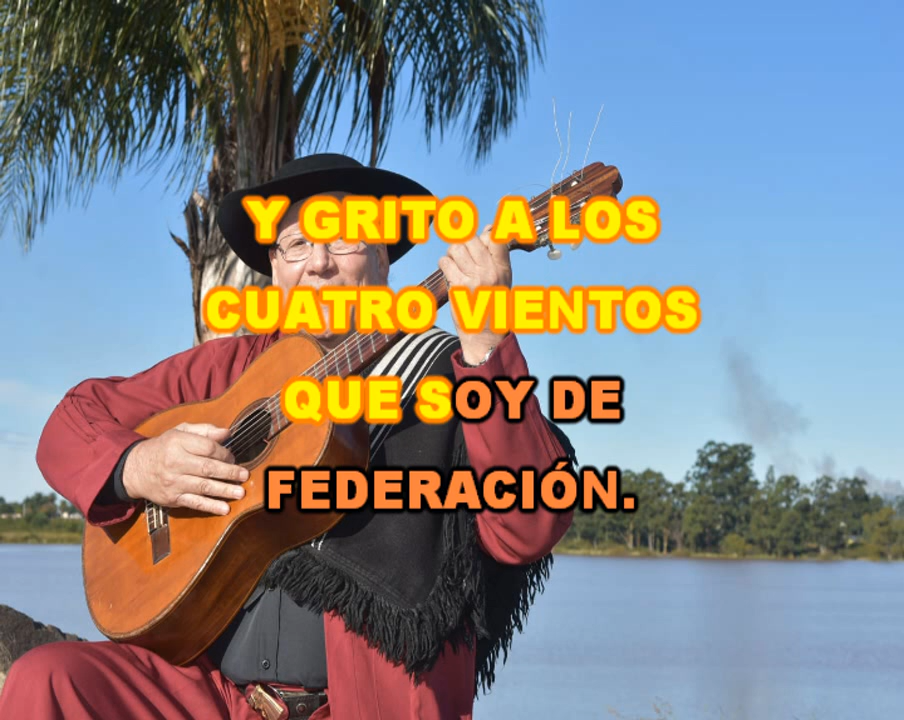 Y GRITO A LOS
CUATRO VIENTOS
QUE SOY DE
FEDERACIÓN.